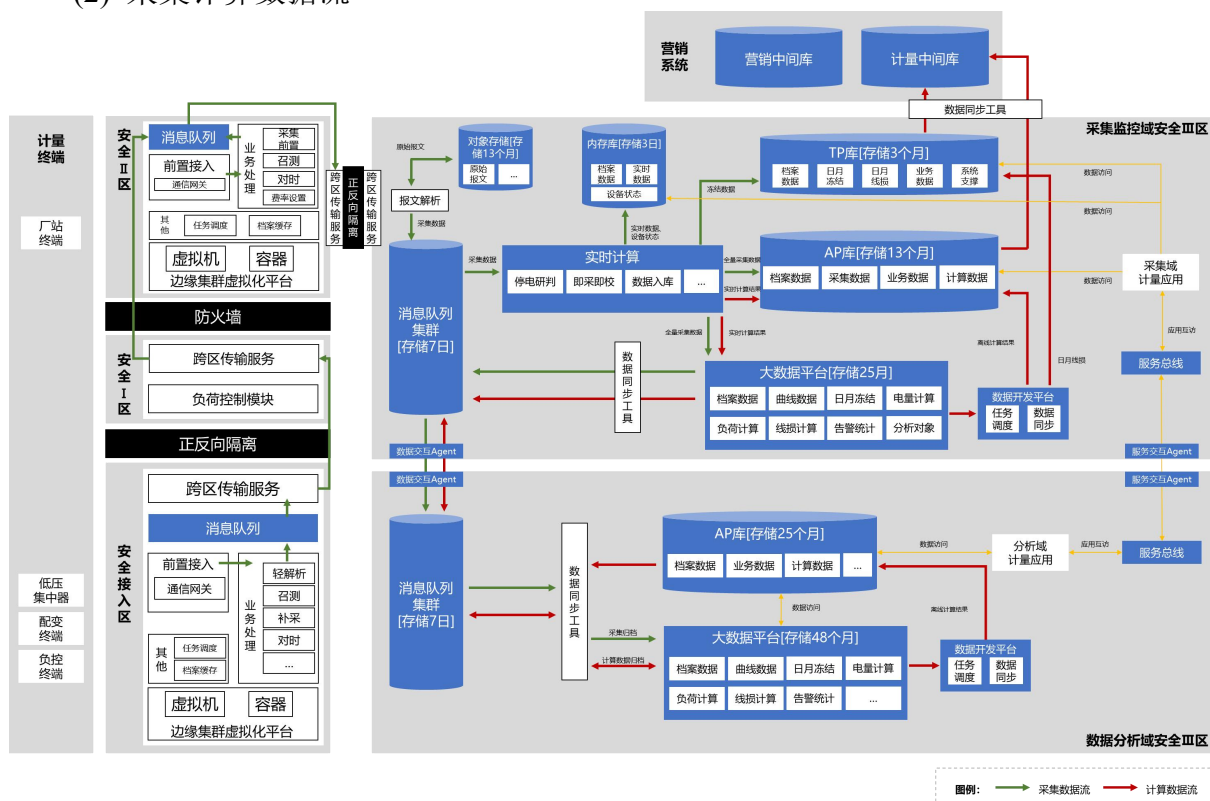 (2) 采集计算数据流
营销
系统
营销中间库
计量中间库
数据同步工具
计量
终端
厂站
终端
低压
集中器
配变
终端
负控
终端
安全Ⅱ区
消息队列
前置接入
通信网关
业务处理
采集
前置
召测
对时
费率设置
其他
任务调度
档案缓存
虚拟机
容器
边缘集群虚拟化平台
防火墙
安全Ⅰ区
跨区传输服务
负荷控制模块
正反向隔离
安全接入区
跨区传输服务
消息队列
前置接入
通信网关
业务处理
轻解析
召测
补采
对时
...
其他
任务调度
档案缓存
虚拟机
容器
边缘集群虚拟化平台
跨区传输服务
正反向隔离
跨区传输服务
采集监控域安全Ⅲ区
原始报文
对象存储[存
储13个月]
原始
报文
...
报文解析
采集数据
内存库[存储3日]
档案
数据
实时
数据
设备状态
冻结数据
TP库[存储3个月]
档案
数据
日月
冻结
日月
线损
业务
数据
系统
支撑
数据访问
数据访问
实时数据,
设备状态
采集数据
实时计算
停电研判
即采即校
数据入库
...
全量采集数据
实时计算结果
AP库[存储13个月]
档案数据
采集数据
业务数据
计算数据
数据访问
采集域
计量应用
应用互访
消息队列
集群
[存储7日]
全量采集数据
实时计算结果
离线计算结果
日月线损
服务总线
数据同步工具
大数据平台[存储25月]
档案数据
曲线数据
日月冻结
电量计算
负荷计算
线损计算
告警统计
分析对象
数据开发平台
任务
调度
数据
同步
数据交互Agent
服务交互Agent
数据交互Agent
服务交互Agent
消息队列
集群
[存储7日]
数据同步工具
AP库[存储25个月]
档案数据
业务数据
计算数据
...
数据访问
分析域
计量应用
应用互访
服务总线
数据访问
离线计算结果
采集归档
计算数据归档
大数据平台[存储48个月]
档案数据
曲线数据
日月冻结
电量计算
负荷计算
线损计算
告警统计
...
数据开发平台
任务
调度
数据
同步
数据分析域安全Ⅲ区
图例：
采集数据流
计算数据流